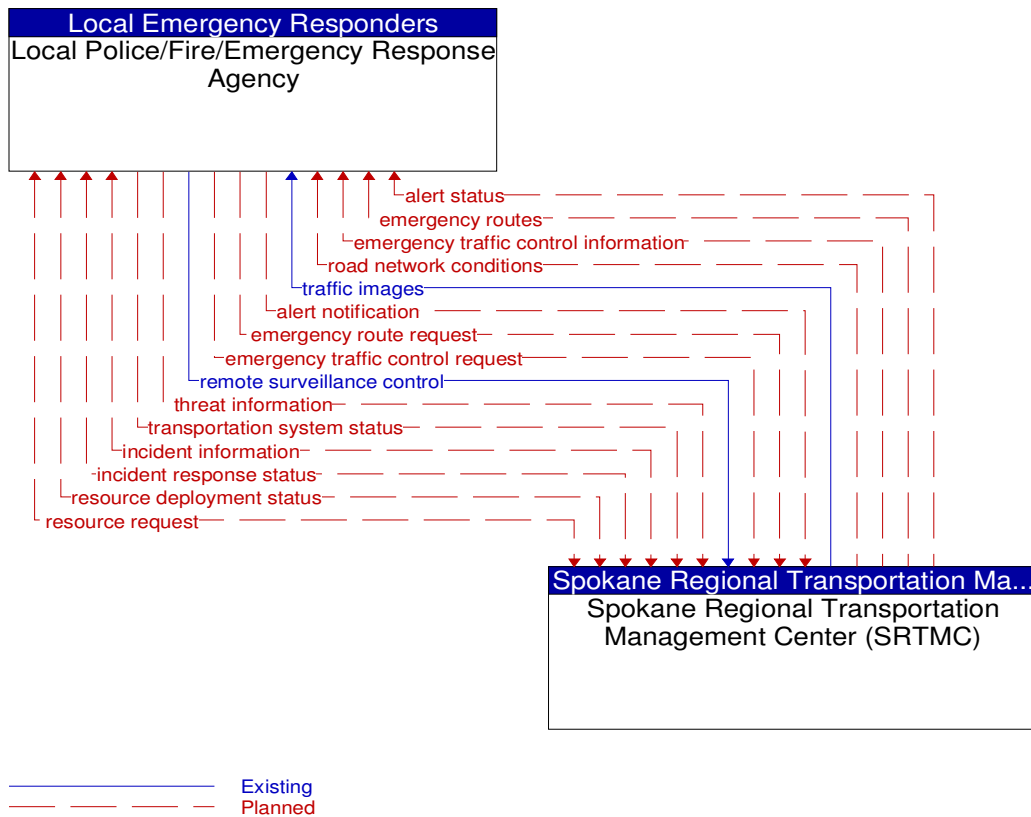 Local Emergency Responders
Local Police/Fire/Emergency Response
Agency
alert status
emergency routes
emergency traffic control information
road network conditions
traffic images
alert notification
emergency route request
emergency traffic control request
remote surveillance control
threat information
transportation system status
incident information
incident response status
resource deployment status
resource request
Spokane Regional Transportation Ma...
Spokane Regional Transportation
Management Center (SRTMC)
Existing
Planned